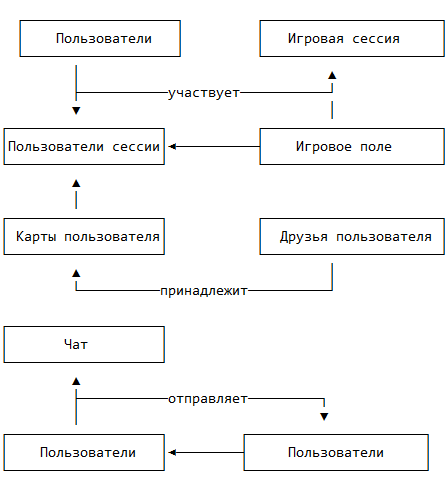 Пользователи
Игровая сессия
участвует
Пользователи сессии
Игровое поле
Карты пользователя
Друзья пользователя
принадлежит
Чат
отправляет
Пользователи
Пользователи